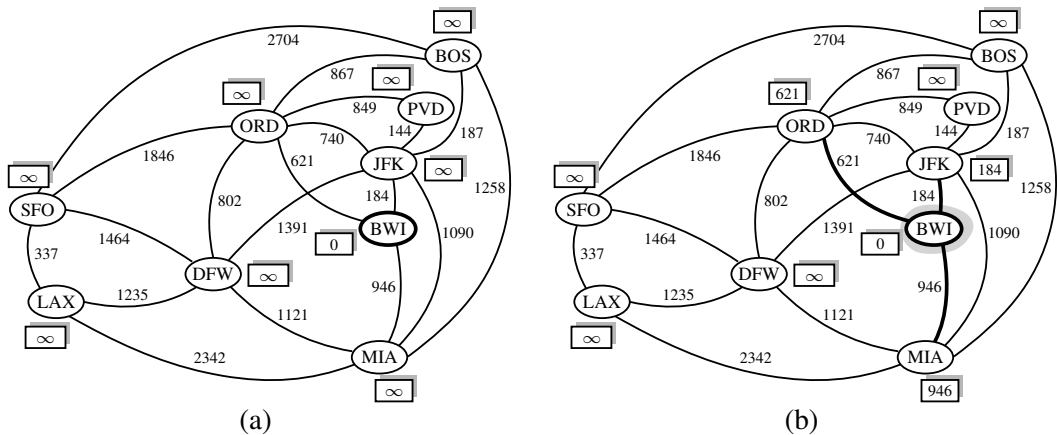 ∞
2704
BOS
867
∞
∞
849
PVD
ORD
144
187
740
1846
621
JFK
∞
∞
184
1258
802
SFO
1391
BWI
1464
0
1090
337
DFW
∞
946
LAX
1235
1121
∞
2342
MIA
∞
(a)
∞
2704
BOS
867
∞
621
849
PVD
ORD
144
187
740
1846
621
JFK
184
∞
184
1258
802
SFO
1391
BWI
1464
0
1090
337
DFW
∞
946
LAX
1235
1121
∞
2342
MIA
946
(b)